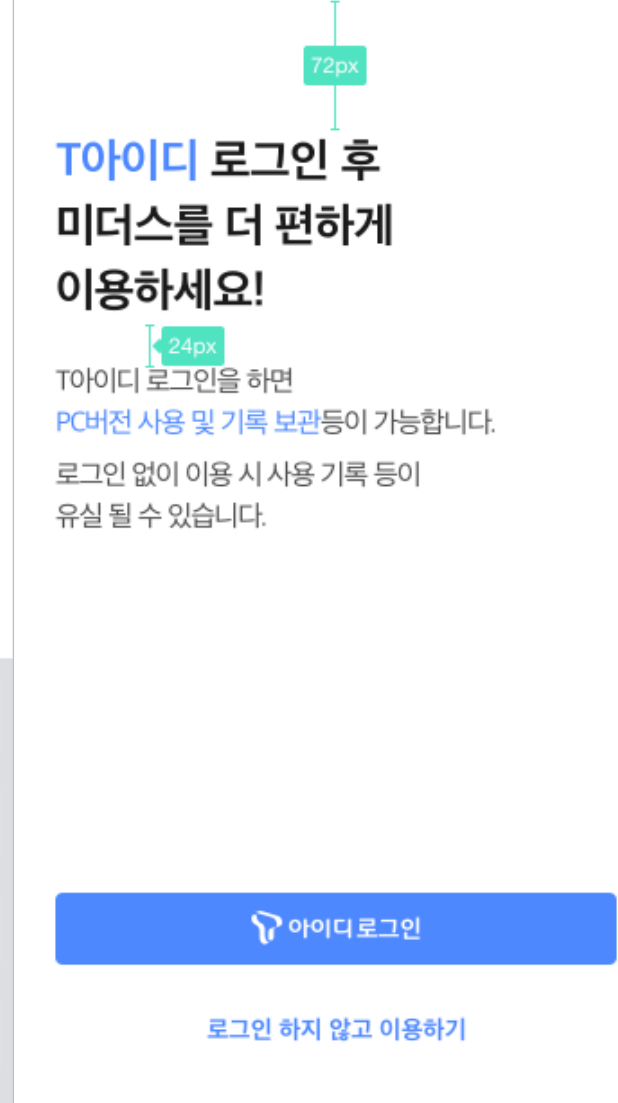 72px
T아이디 로그인 후
미더스를 더 편하게
이용하세요!
24px
T아이디 로그인을 하면
PC버전 사용 및 기록 보관등이 가능합니다.
로그인 없이 이용 시 사용 기록 등이
유실 될 수 있습니다.
아이디 로그인
로그인 하지 않고 이용하기